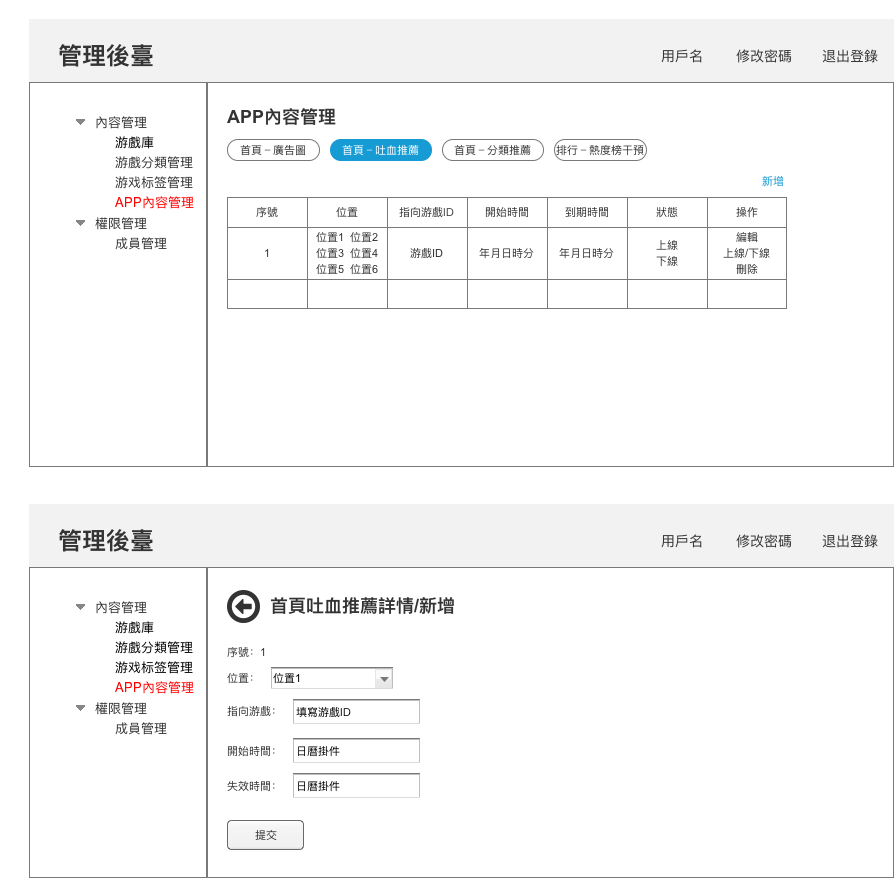 管理後臺
用戶名 修改密碼 退出登錄
內容管理
游戲庫
游戲分類管理
游戏标签管理
APP內容管理
權限管理
成員管理
APP內容管理
首頁－廣告圖 首頁－吐血推薦 首頁－分類推薦 排行－熱度榜干預
新增
序號 位置 指向游戲ID 開始時間 到期時間 狀態 操作
1
位置1 位置2
位置3 位置4
位置5 位置6
游戲ID
年月日時分
年月日時分
上線
下線
編輯
上線/下線
刪除
管理後臺
用戶名 修改密碼 退出登錄
內容管理
游戲庫
游戲分類管理
游戏标签管理
APP內容管理
權限管理
成員管理
首頁吐血推薦詳情/新增
序號：1
位置： 位置1
指向游戲： 填寫游戲ID
開始時間： 日曆掛件
失效時間： 日曆掛件
提交